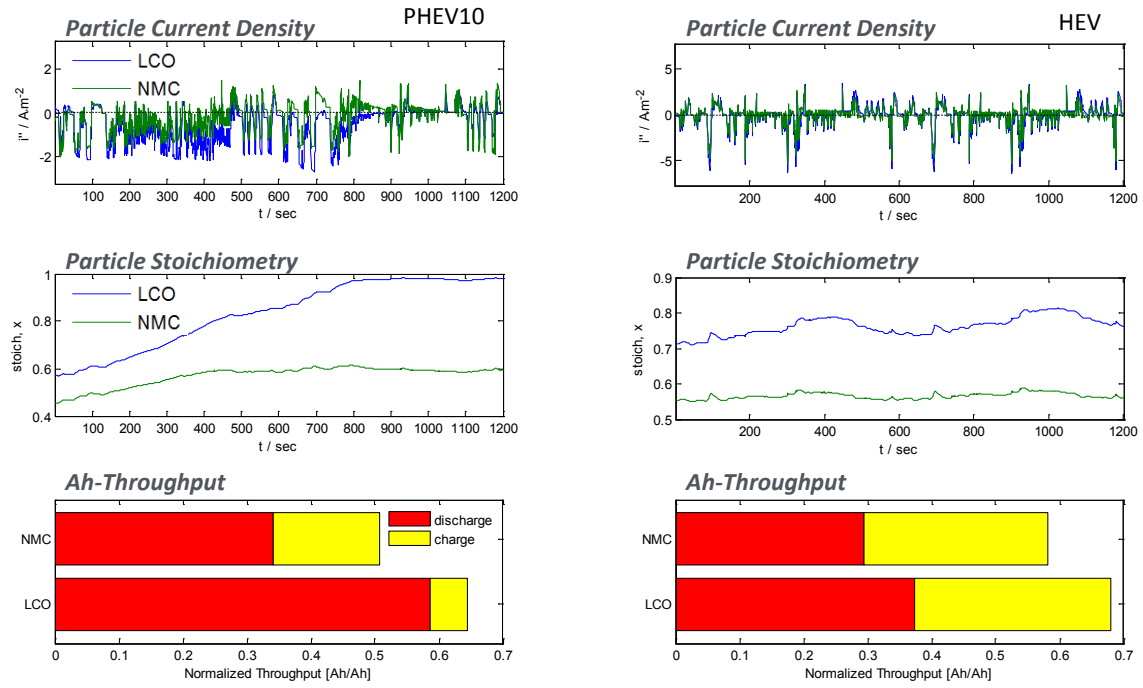 PHEV10
Particle Current Density
LCO
NMC
2
0
-2
i" / Am-2
100 200 300 400 500 600 700 800 900 1000 1100 1200
t / sec
Particle Stoichiometry
LCO
NMC
1
0.8
0.6
0.4
stoich, x
100 200 300 400 500 600 700 800 900 1000 1100 1200
t / sec
Ah-Throughput
discharge
charge
NMC
LCO
0 0.1 0.2 0.3 0.4 0.5 0.6 0.7
Normalized Throughput [Ah/Ah]
HEV
Particle Current Density
5
0
-5
i" / Am-2
200 400 600 800 1000 1200
t / sec
Particle Stoichiometry
0.9
0.8
0.7
0.6
0.5
stoich, x
200 400 600 800 1000 1200
t / sec
Ah-Throughput
NMC
LCO
0 0.1 0.2 0.3 0.4 0.5 0.6 0.7
Normalized Throughput [Ah/Ah]